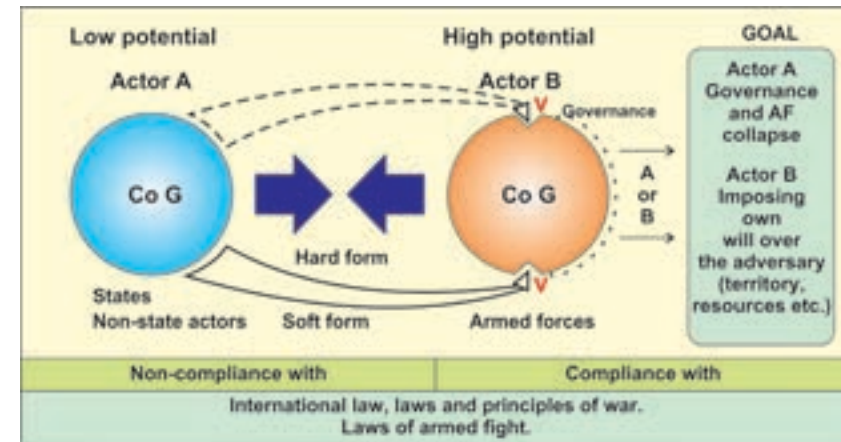 Low potential
High potential
GOAL
Actor A
Actor B
V
Governance
Co G
Co G
A
or
B
Hard form
Soft form
V
States
Non-state actors
Armed forces
Actor A
Governance
and AF
collapse
Actor B
Imposing
own
will over
the adversary
(territory,
resources etc.)
Non-compliance with
Compliance with
International law, laws and principles of war.
Laws of armed fight.